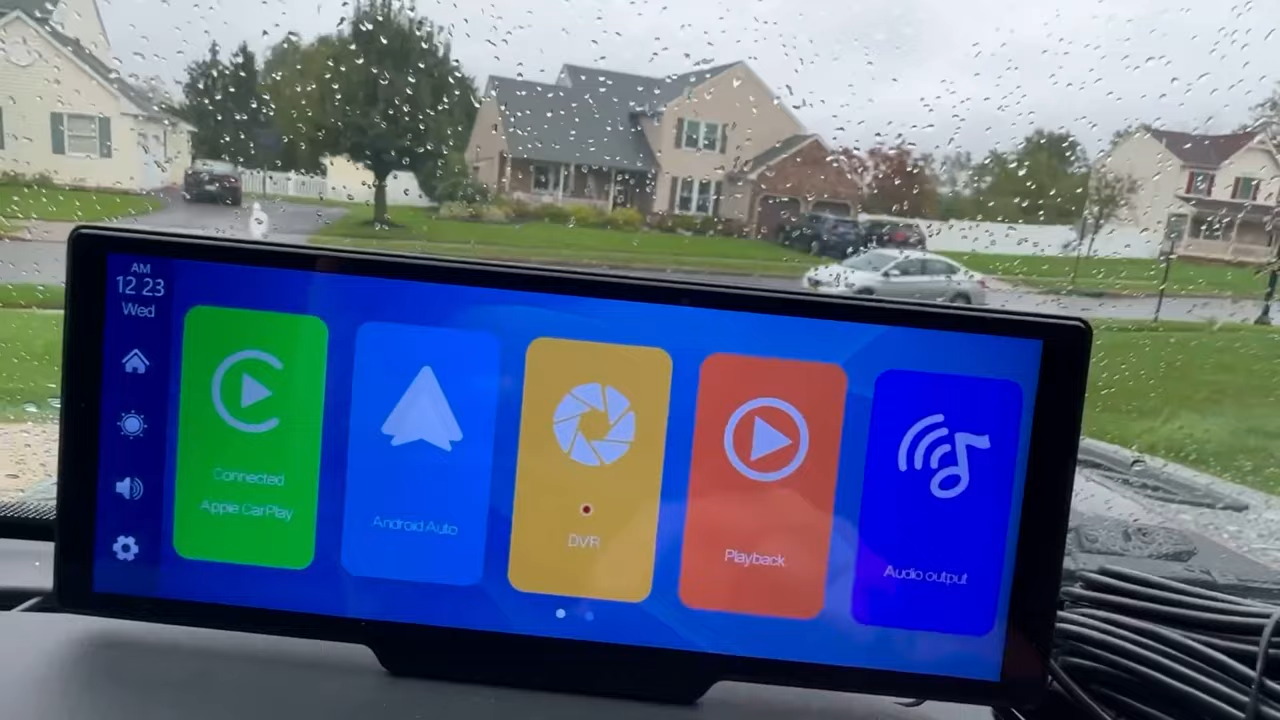 AM
12 23
Wed
Connected
Apple CarPlay
Android Auto
DVR
Playback
Audio output